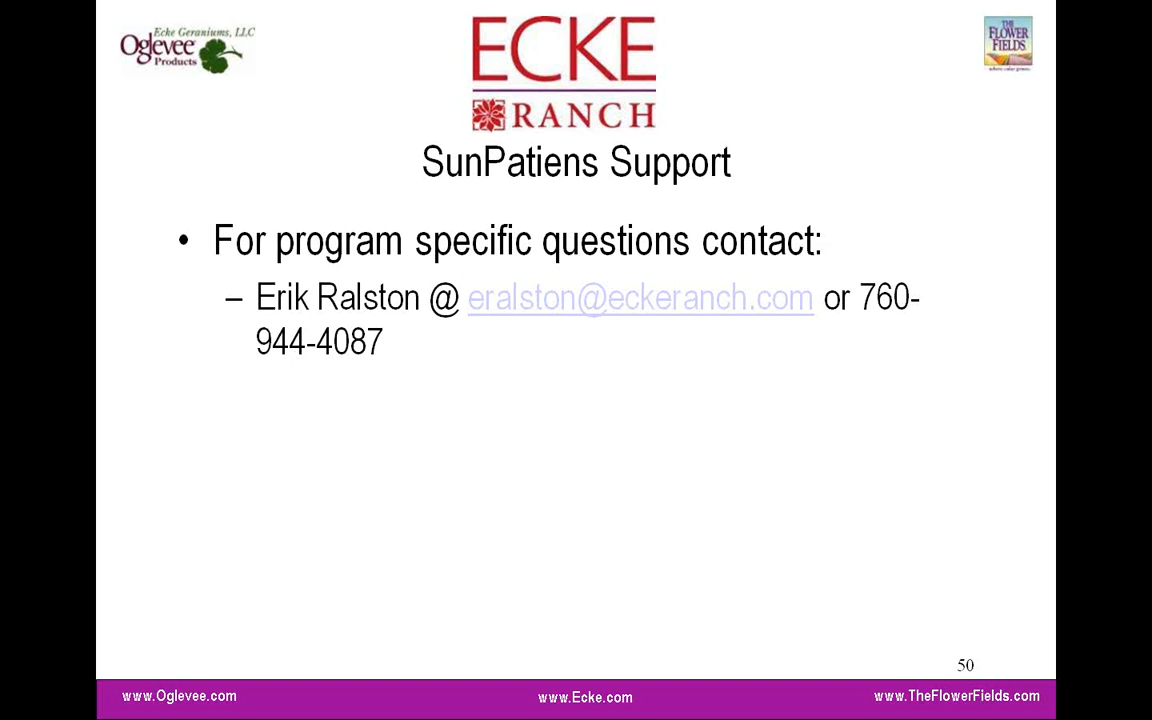 Ecke Geraniums, LLC
Oglevee
Products
ECKE
RANCH
THE
FLOWER
FIELDS
SunPatiens Support
• For program specific questions contact:
– Erik Ralston @ eralston@eckeranch.com or 760-
944-4087
50
www.Oglevee.com
www.Ecke.com
www.TheFlowerFields.com